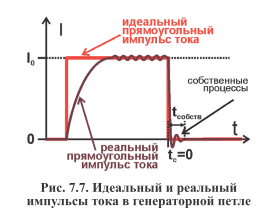 I
идеальный
прямоугольный
импульс тока
I₀
собственные
процессы
tсобств
0
t
реальный
прямоугольный
импульс тока
tс=0
Рис. 7.7. Идеальный и реальный
импульсы тока в генераторной петле